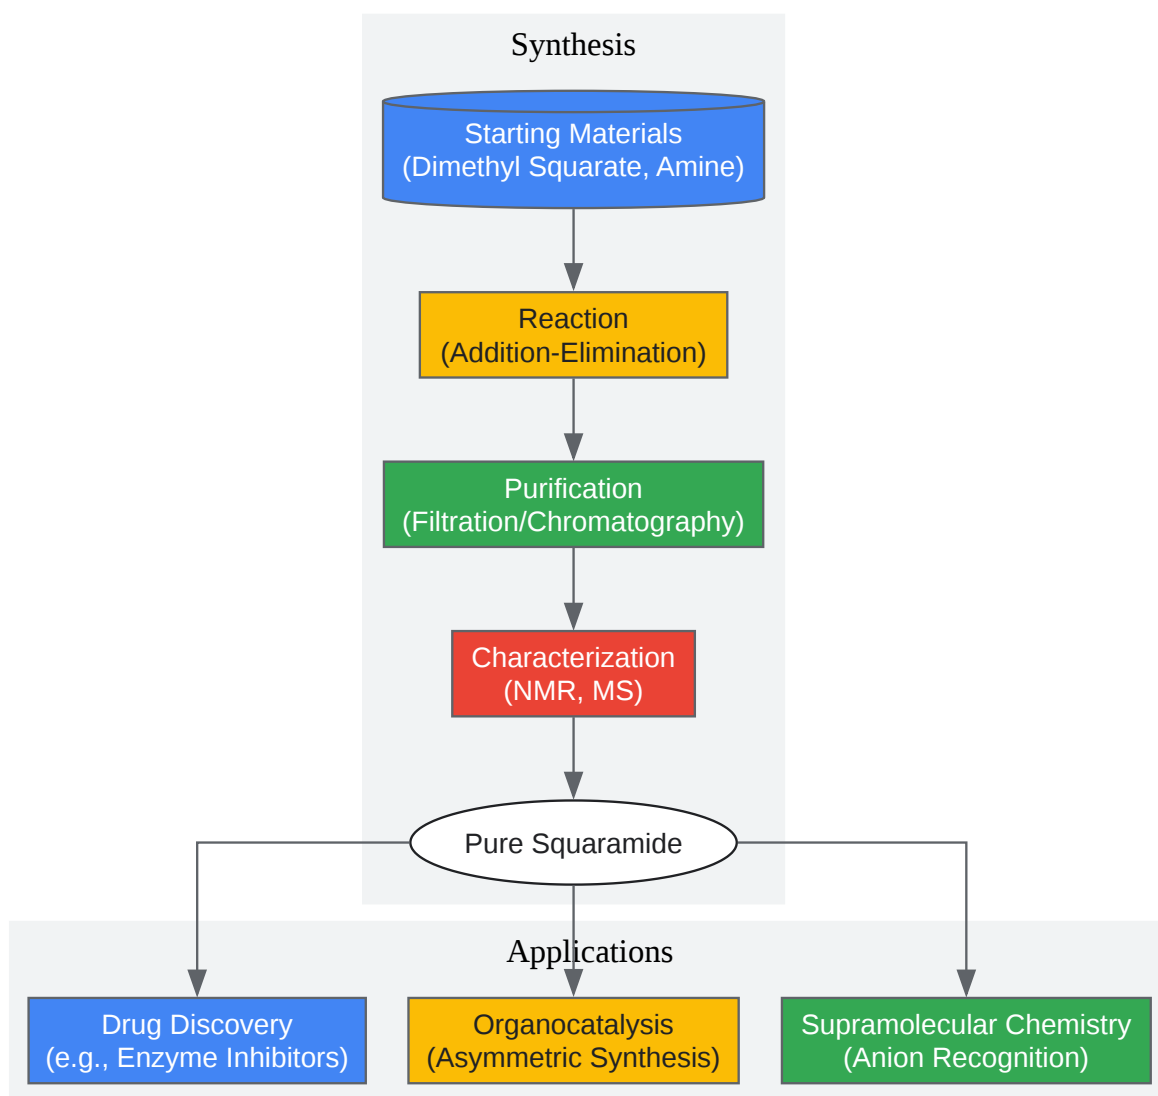 Synthesis
Starting Materials
(Dimethyl Squarate, Amine)
Reaction
(Addition-Elimination)
Purification
(Filtration/Chromatography)
Characterization
(NMR, MS)
Pure Squaramide
Applications
Drug Discovery
(e.g., Enzyme Inhibitors)
Organocatalysis
(Asymmetric Synthesis)
Supramolecular Chemistry
(Anion Recognition)